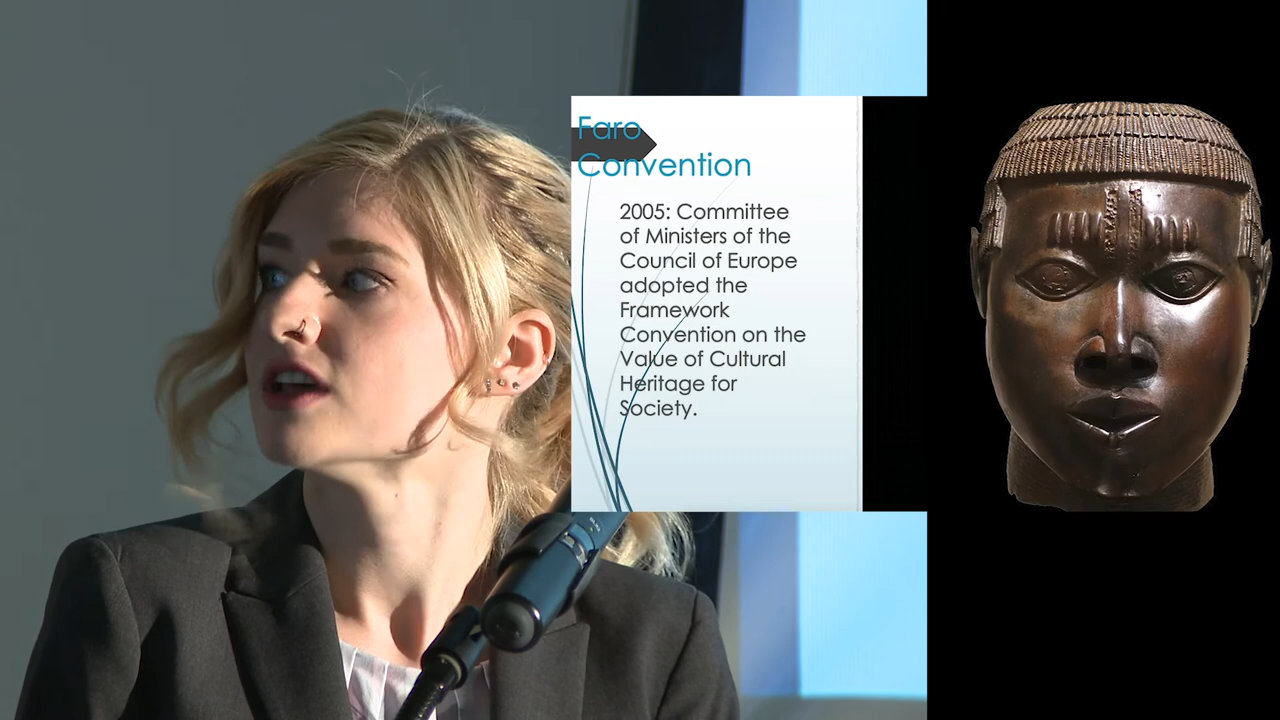 Faro
Convention
2005: Committee
of Ministers of the
Council of Europe
adopted the
Framework
Convention on the
Value of Cultural
Heritage for
Society.